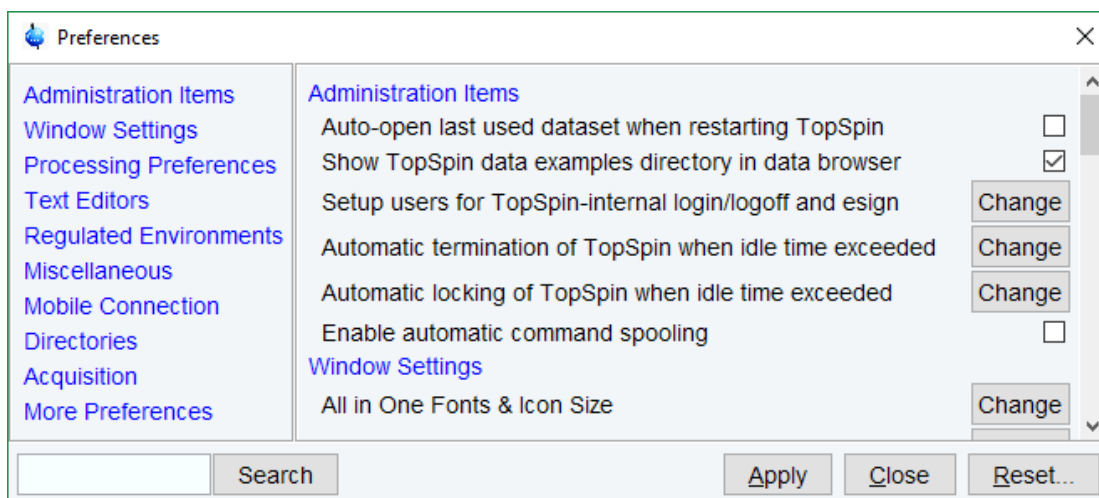 Preferences
Administration Items
Window Settings
Processing Preferences
Text Editors
Regulated Environments
Miscellaneous
Mobile Connection
Directories
Acquisition
More Preferences
Administration Items
Auto-open last used dataset when restarting TopSpin
Show TopSpin data examples directory in data browser
Setup users for TopSpin-internal login/logoff and esign Change
Automatic termination of TopSpin when idle time exceeded Change
Automatic locking of TopSpin when idle time exceeded Change
Enable automatic command spooling
Window Settings
All in One Fonts & Icon Size Change
Search Apply Close Reset...